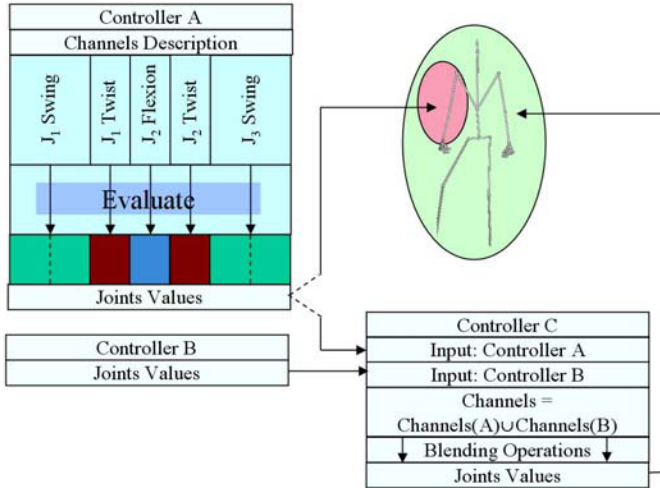 Controller A
Channels Description
J₁ Swing
J₁ Twist
J₂ Flexion
J₂ Twist
J₃ Swing
Evaluate
Joints Values
Controller B
Joints Values
Controller C
Input: Controller A
Input: Controller B
Channels =
Channels(A)∪Channels(B)
Blending Operations
Joints Values